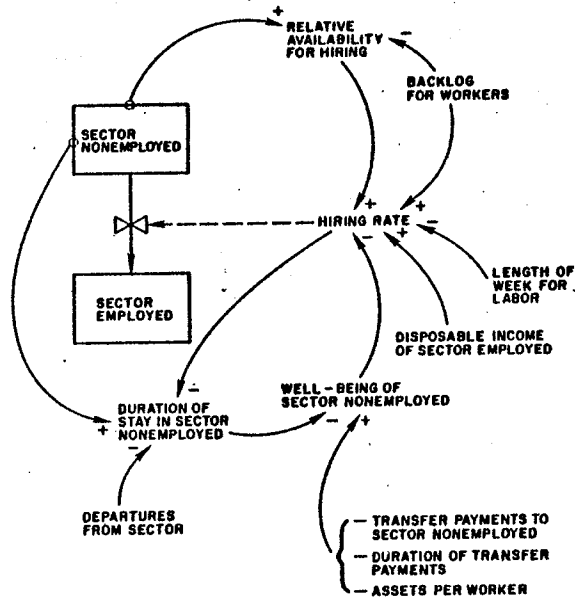 +
RELATIVE
AVAILABILITY
FOR HIRING
−
BACKLOG
FOR WORKERS
SECTOR
NONEMPLOYED
+
+
HIRING RATE
−
−
+
LENGTH OF
WEEK FOR
LABOR
SECTOR
EMPLOYED
DISPOSABLE INCOME
OF SECTOR EMPLOYED
−
DURATION OF
STAY IN SECTOR
NONEMPLOYED
+
−
WELL-BEING OF
SECTOR NONEMPLOYED
−
+
DEPARTURES
FROM SECTOR
− TRANSFER PAYMENTS TO
SECTOR NONEMPLOYED
− DURATION OF TRANSFER
PAYMENTS
− ASSETS PER WORKER